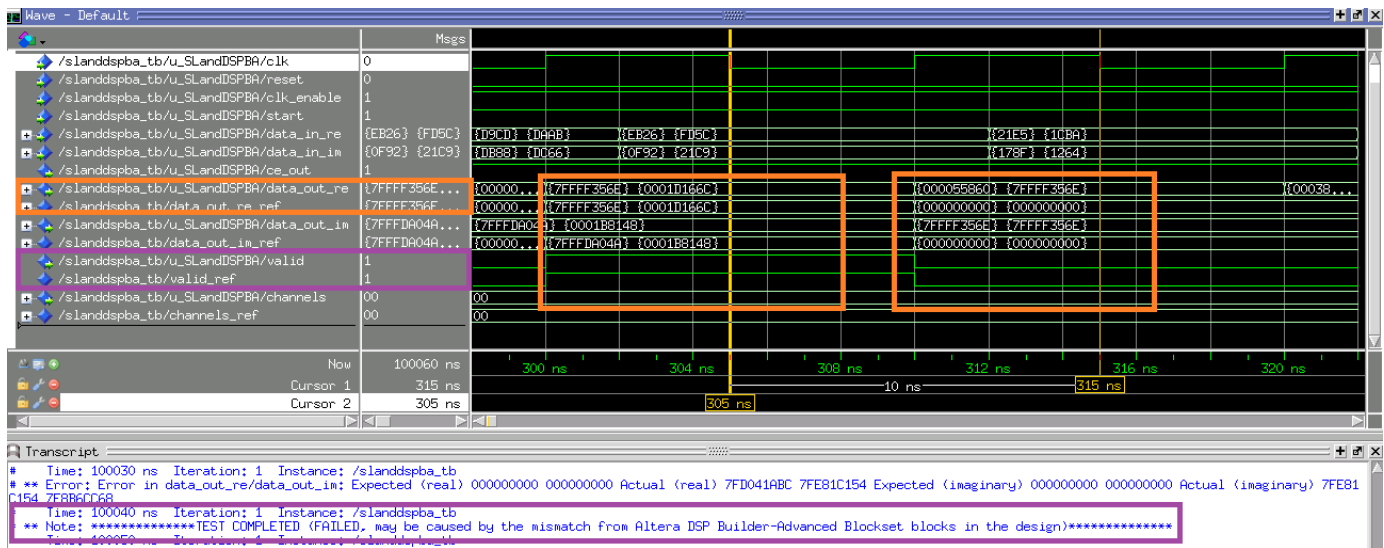 Wave - Default
Msgs
/slanddspba_tb/u_SLandDSPBA/clk 0
/slanddspba_tb/u_SLandDSPBA/reset 0
/slanddspba_tb/u_SLandDSPBA/clk_enable 1
/slanddspba_tb/u_SLandDSPBA/start 1
/slanddspba_tb/u_SLandDSPBA/data_in_re {EB26} {FD5C} {D9CD} {DAAB} {EB26} {FD5C} {21E5} {1CBA}
/slanddspba_tb/u_SLandDSPBA/data_in_im {0F92} {21C9} {DB88} {DC66} {0F92} {21C9} {178F} {1264}
/slanddspba_tb/u_SLandDSPBA/ce_out 1
/slanddspba_tb/u_SLandDSPBA/data_out_re {7FFFF356E... {00000... {7FFFF356E} {0001D166C} {000055860} {7FFFF356E} {00038...
/slanddspba_tb/data_out_re_ref {7FFFF356E... {00000... {7FFFF356E} {0001D166C} {000000000} {000000000}
/slanddspba_tb/u_SLandDSPBA/data_out_im {7FFFDA04A... {7FFFDA04A} {0001B8148} {7FFFF356E} {7FFFF356E}
/slanddspba_tb/data_out_im_ref {7FFFDA04A... {00000... {7FFFDA04A} {0001B8148} {000000000} {000000000}
/slanddspba_tb/u_SLandDSPBA/valid 1
/slanddspba_tb/valid_ref 1
/slanddspba_tb/u_SLandDSPBA/channels 00 00
/slanddspba_tb/channels_ref 00 00
Now 100060 ns 300 ns 304 ns 308 ns 312 ns 316 ns 320 ns
Cursor 1 315 ns 10 ns 315 ns
Cursor 2 305 ns 305 ns
Transcript
# Time: 100030 ns Iteration: 1 Instance: /slanddspba_tb
# ** Error: Error in data_out_re/data_out_im: Expected (real) 000000000 000000000 Actual (real) 7FD041ABC 7FE81C154 Expected (imaginary) 000000000 000000000 Actual (imaginary) 7FE81
C154 7F8B6CC68
# Time: 100040 ns Iteration: 1 Instance: /slanddspba_tb
** Note: **************TEST COMPLETED (FAILED, may be caused by the mismatch from Altera DSP Builder-Advanced Blockset blocks in the design)**************
Time: 100050 ns Iteration: 1 Instance: /slanddspba_tb